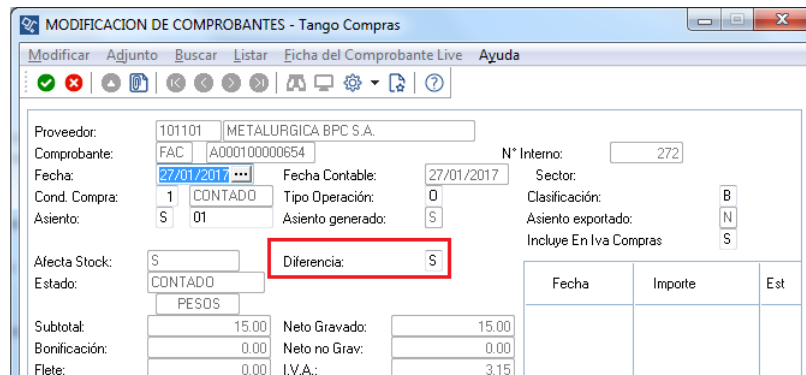 MODIFICACION DE COMPROBANTES - Tango Compras
Modificar Adjunto Buscar Listar Ficha del Comprobante Live Ayuda
Proveedor: 101101 METALURGICA BPC S.A.
Comprobante: FAC A000100000654 N° Interno: 272
Fecha: 27/01/2017 ... Fecha Contable: 27/01/2017 Sector:
Cond. Compra: 1 CONTADO Tipo Operación: O Clasificación: B
Asiento: S 01 Asiento generado: S Asiento exportado: N
Incluye En Iva Compras S
Afecta Stock: S Diferencia: S
Estado: CONTADO Fecha Importe Est
PESOS
Subtotal: 15.00 Neto Gravado: 15.00
Bonificación: 0.00 Neto no Grav: 0.00
Flete: 0.00 I.V.A.: 3.15